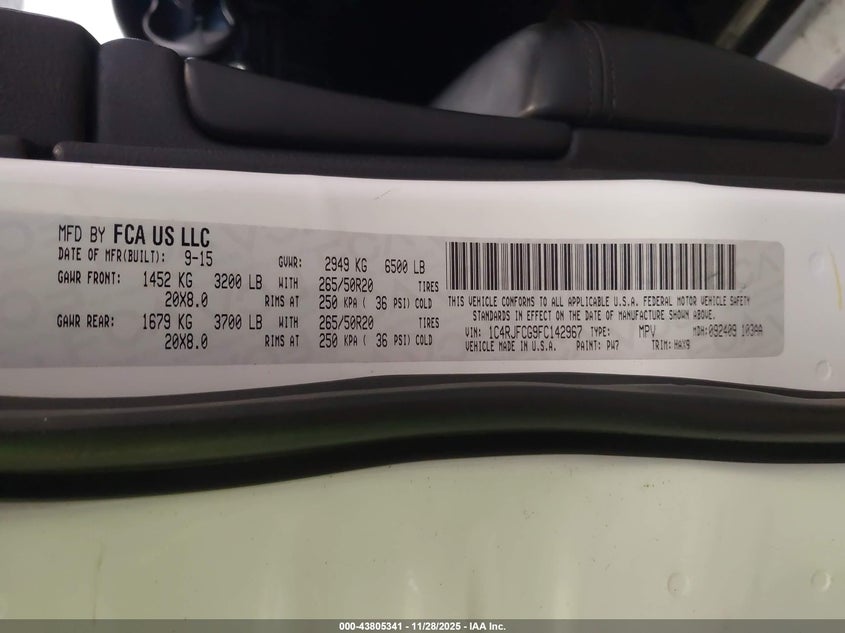 MFD BY FCA US LLC
DATE OF MFR(BUILT): 9-15 GVWR: 2949 KG 6500 LB
GAWR FRONT: 1452 KG 3200 LB WITH 265/50R20 TIRES
20X8.0 RIMS AT 250 KPA ( 36 PSI) COLD
GAWR REAR: 1679 KG 3700 LB WITH 265/50R20 TIRES
20X8.0 RIMS AT 250 KPA ( 36 PSI) COLD
THIS VEHICLE CONFORMS TO ALL APPLICABLE U.S.A. FEDERAL MOTOR VEHICLE SAFETY
STANDARDS IN EFFECT ON THE DATE OF MANUFACTURE SHOWN ABOVE.
VIN: 1C4RJFCG9FC142967 TYPE: MPV MDH: 092409 103AA
VEHICLE MADE IN U.S.A. PAINT: PW7 TRIM: HAX9
000-43805341 | 11/28/2025 - IAA Inc.